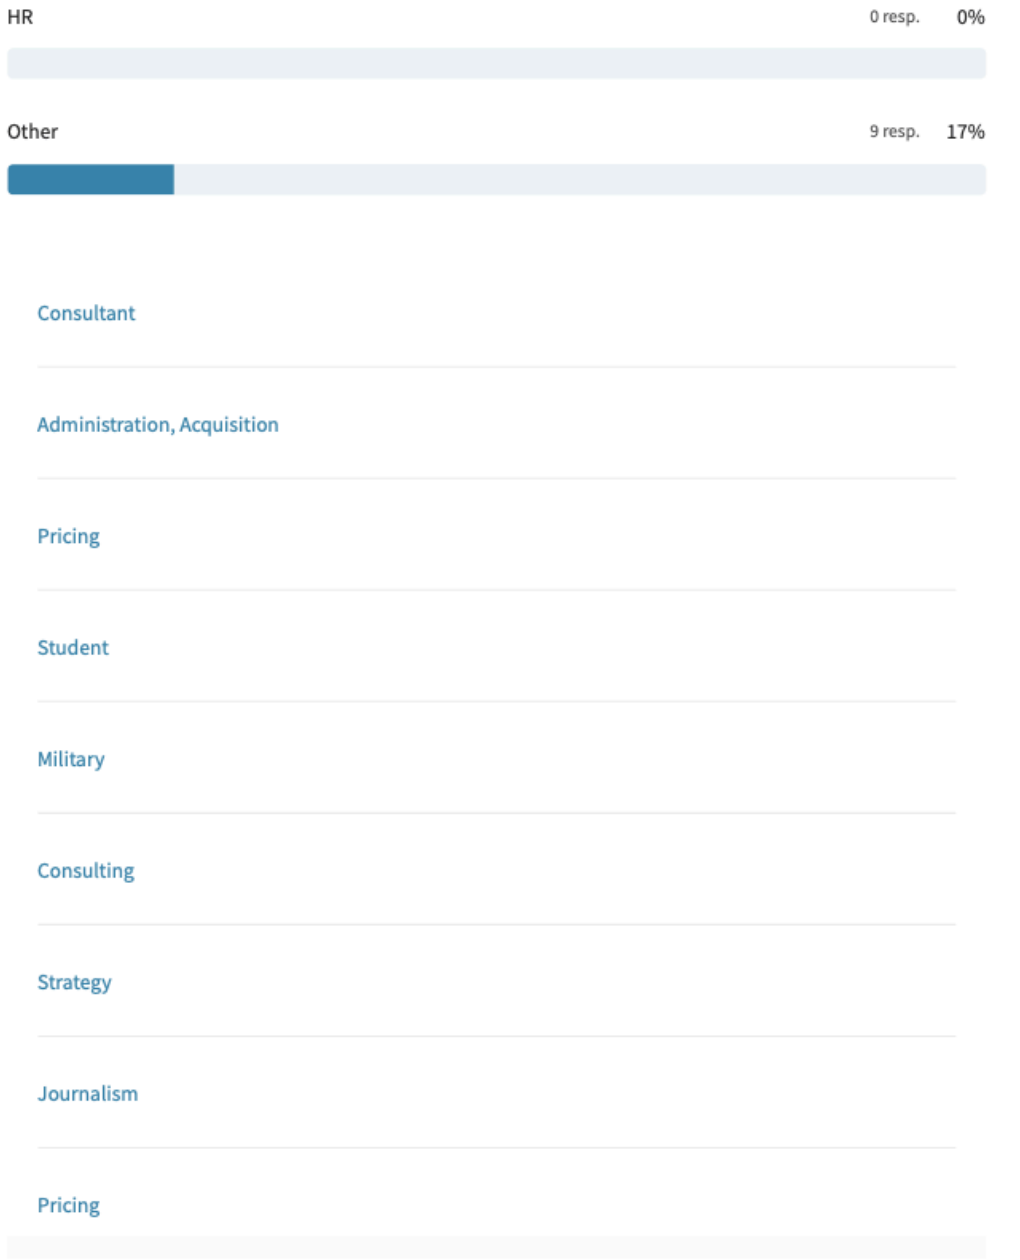 HR 0 resp. 0%
Other 9 resp. 17%
Consultant
Administration, Acquisition
Pricing
Student
Military
Consulting
Strategy
Journalism
Pricing